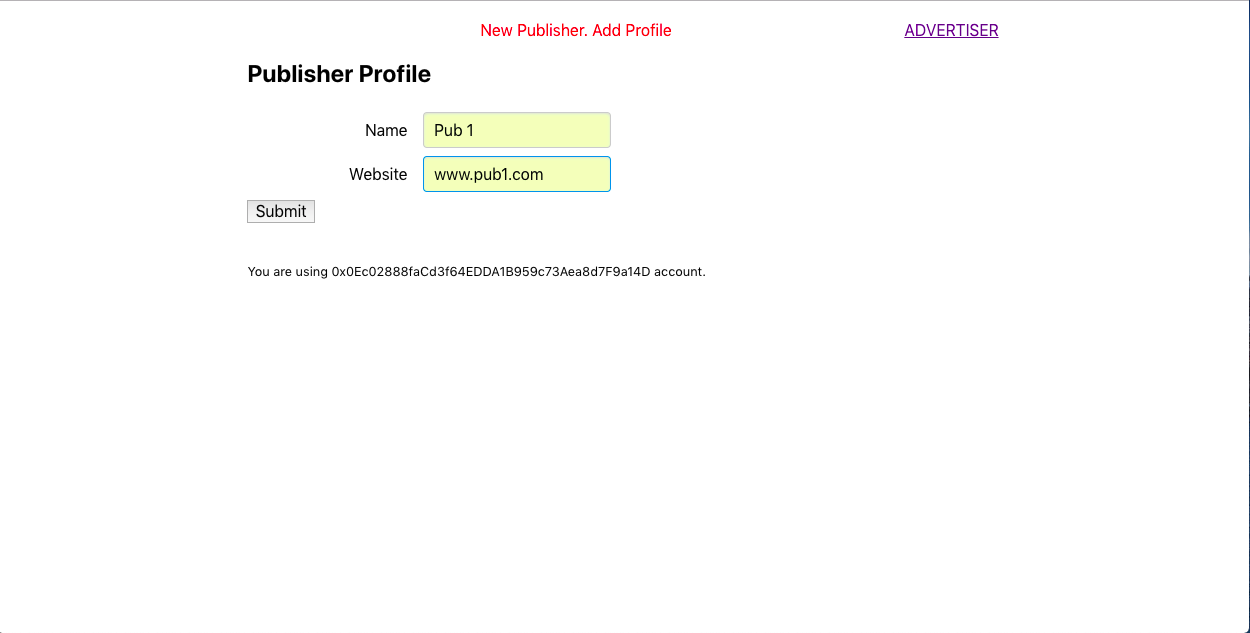 New Publisher. Add Profile
ADVERTISER
Publisher Profile
Name Pub 1
Website www.pub1.com
Submit
You are using 0x0Ec02888faCd3f64EDDA1B959c73Aea8d7F9a14D account.